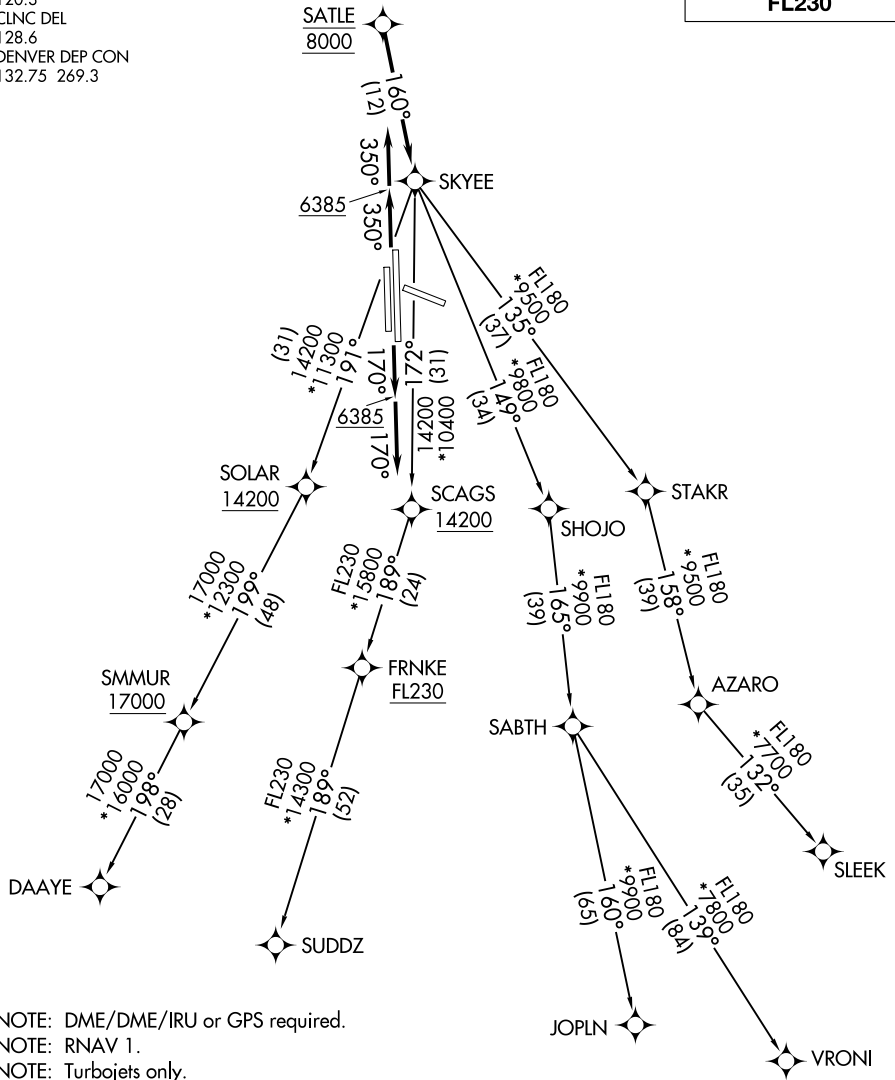 CLNC DEL
128.6
DENVER DEP CON
132.75 269.3
FL230
SATLE
8000
160°
(12)
350°
6385
350°
SKYEE
FL180
*9500
135°
(37)
FL180
*9800
149°
(34)
(31)
14200
*11300
191°
170°
172°
(31)
6385
14200
*10400
170°
SOLAR
14200
SCAGS
14200
SHOJO
STAKR
17000
*12300
199°
(48)
FL230
*15800
189°
(24)
FL180
*9900
165°
(39)
FL180
*9500
158°
(39)
SMMUR
17000
FRNKE
FL230
SABTH
AZARO
17000
*16000
198°
(28)
FL230
*14300
189°
(52)
FL180
*7700
132°
(35)
DAAYE
SUDDZ
SLEEK
FL180
*9900
160°
(65)
FL180
*7800
139°
(84)
JOPLN
VRONI
NOTE: DME/DME/IRU or GPS required.
NOTE: RNAV 1.
NOTE: Turbojets only.